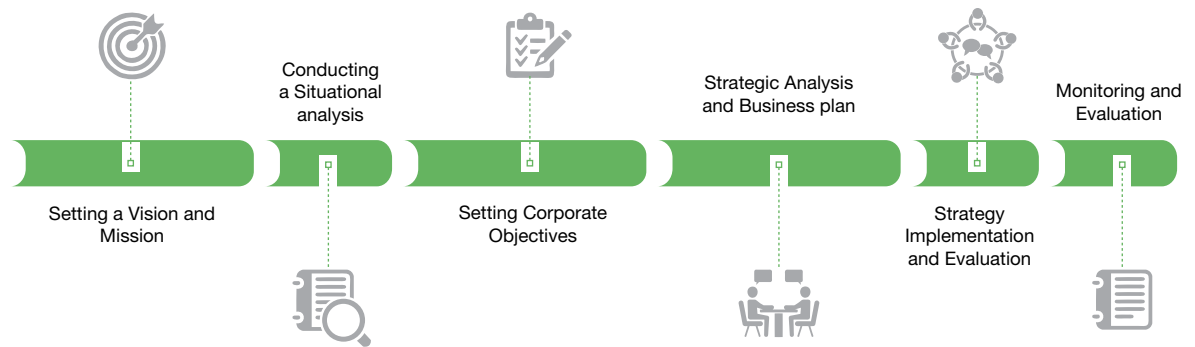 Setting a Vision and
Mission
Conducting
a Situational
analysis
Setting Corporate
Objectives
Strategic Analysis
and Business plan
Strategy
Implementation
and Evaluation
Monitoring and
Evaluation